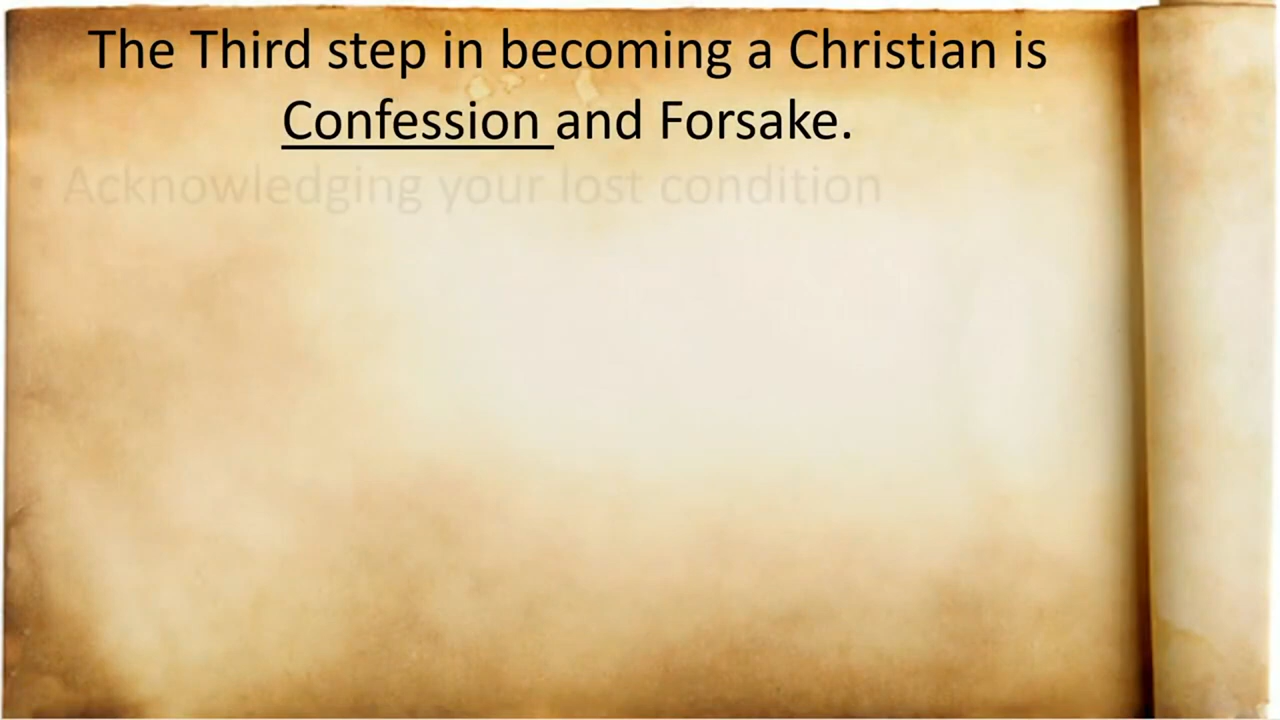 The Third step in becoming a Christian is
Confession and Forsake.
• Acknowledging your lost condition